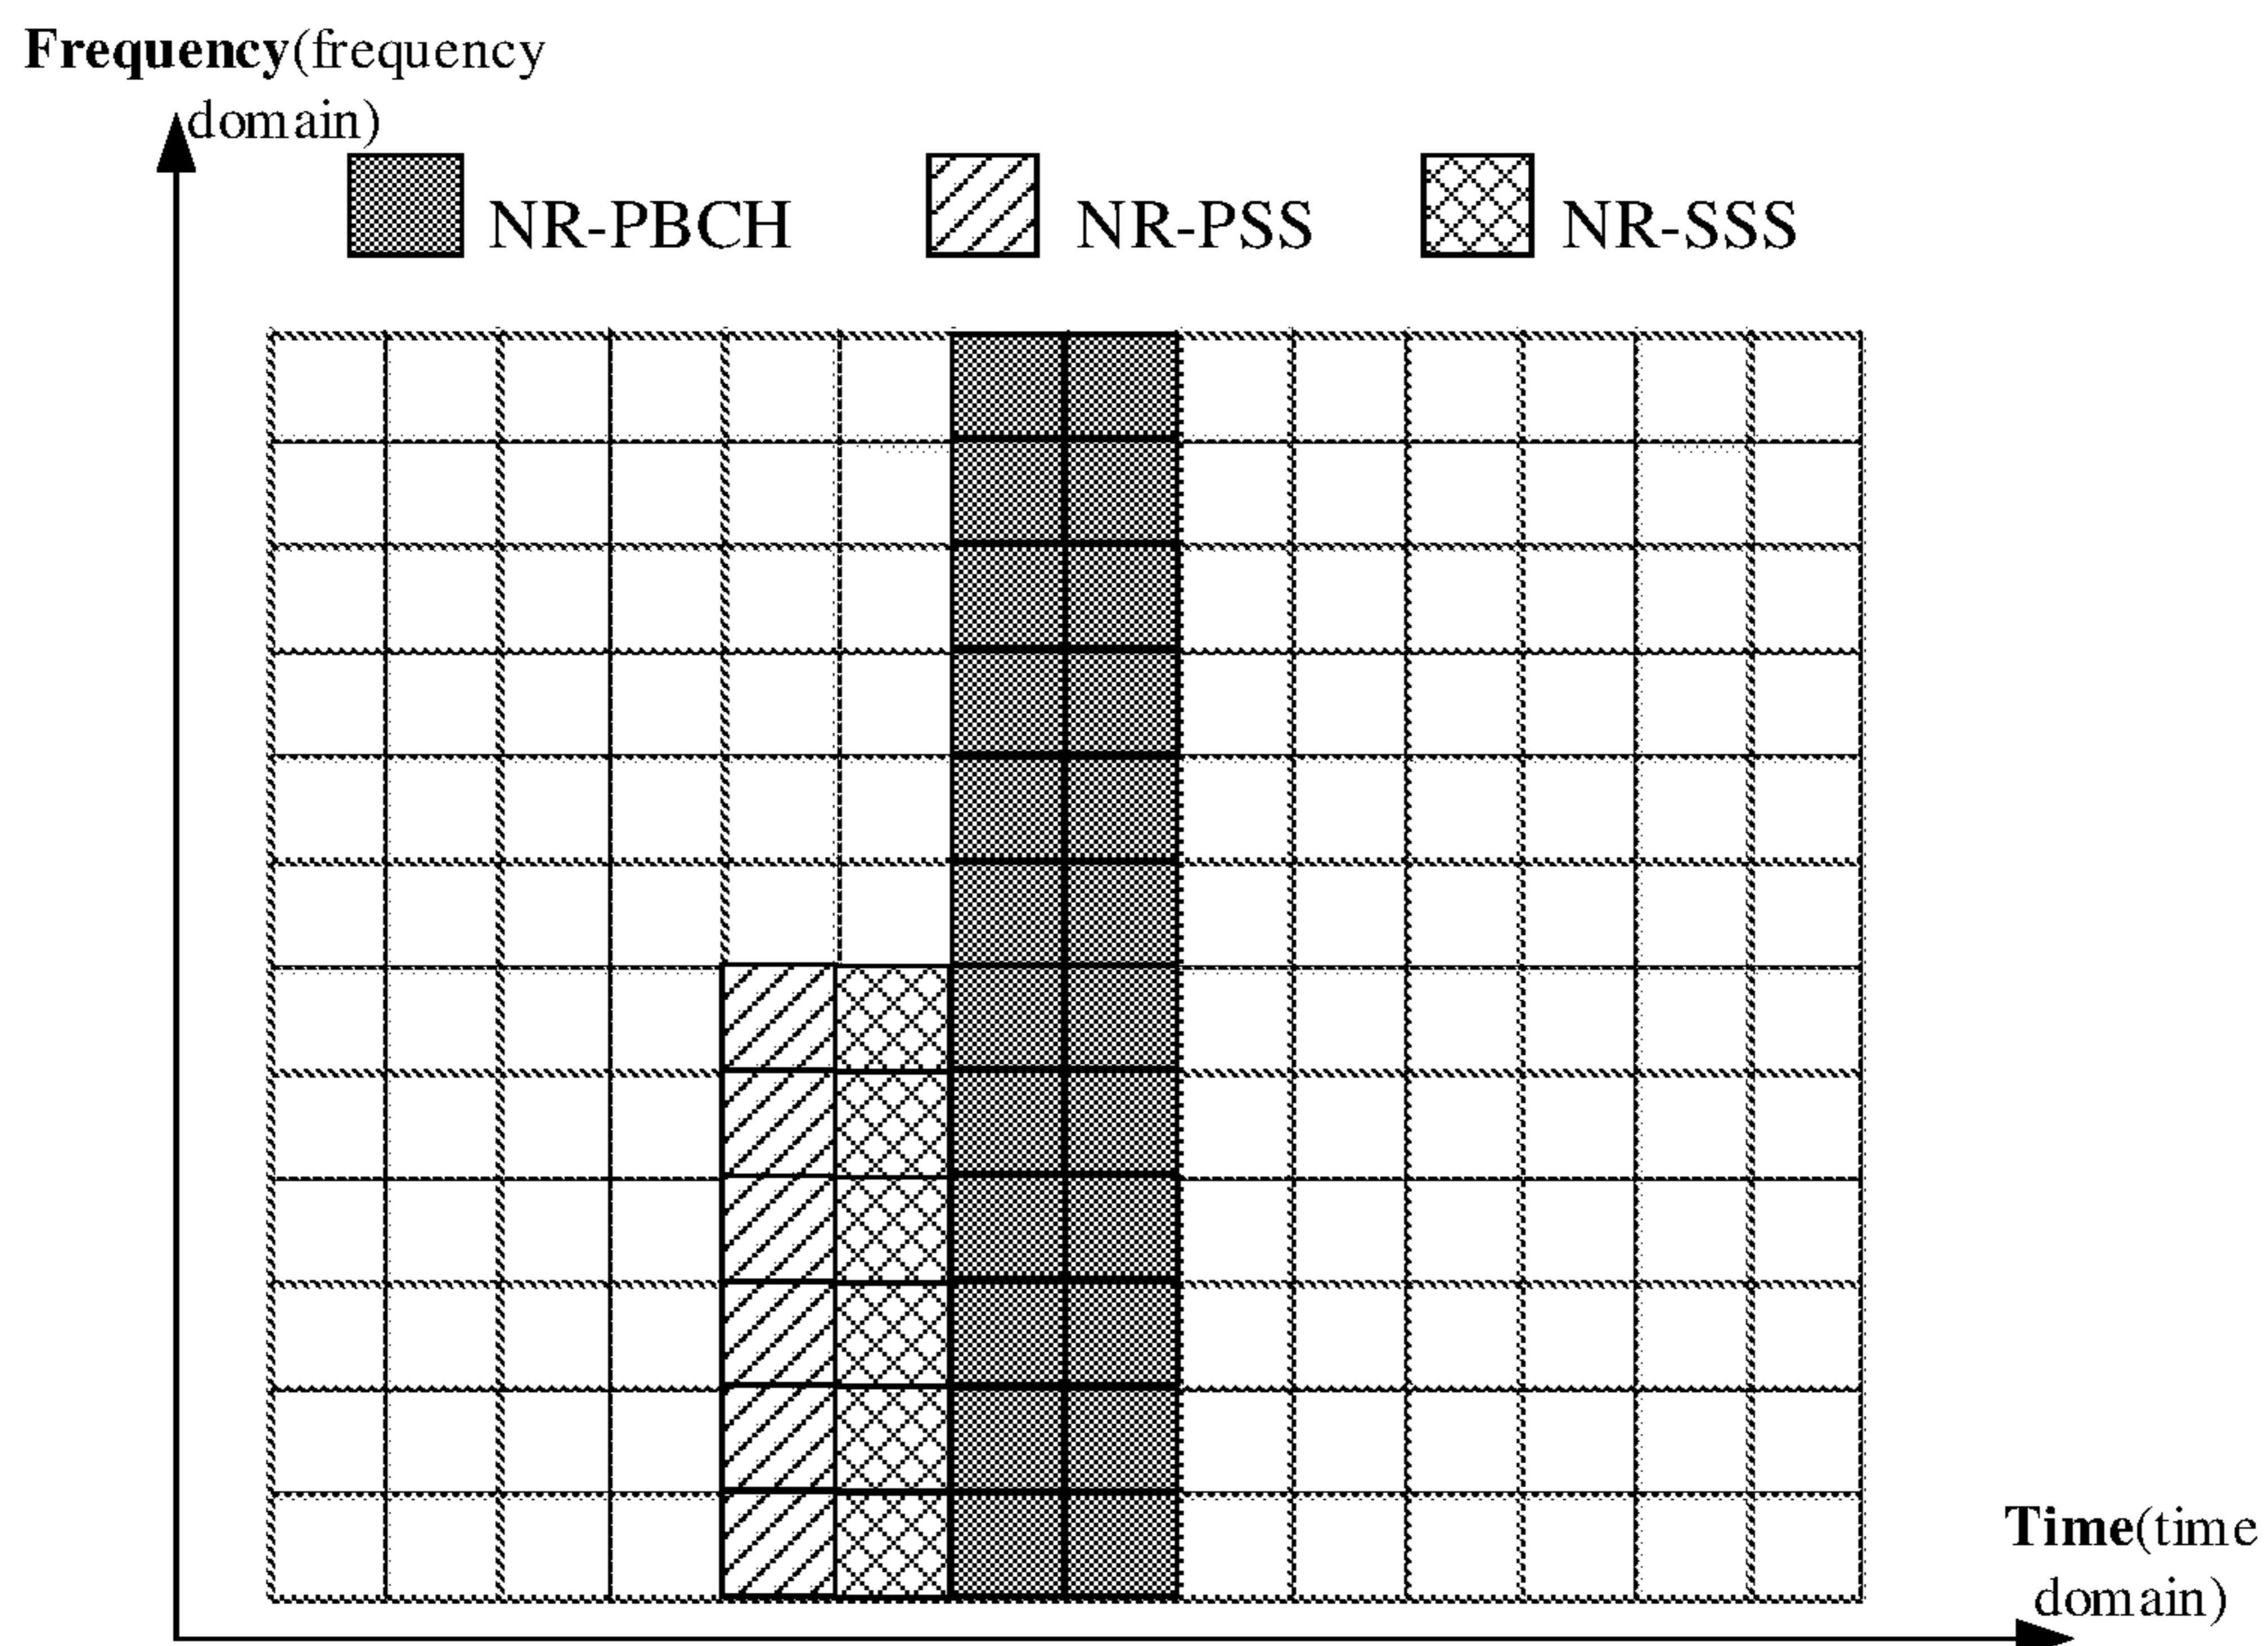 Frequency(frequency
domain)
NR-PBCH NR-PSS NR-SSS
Time(time
domain)